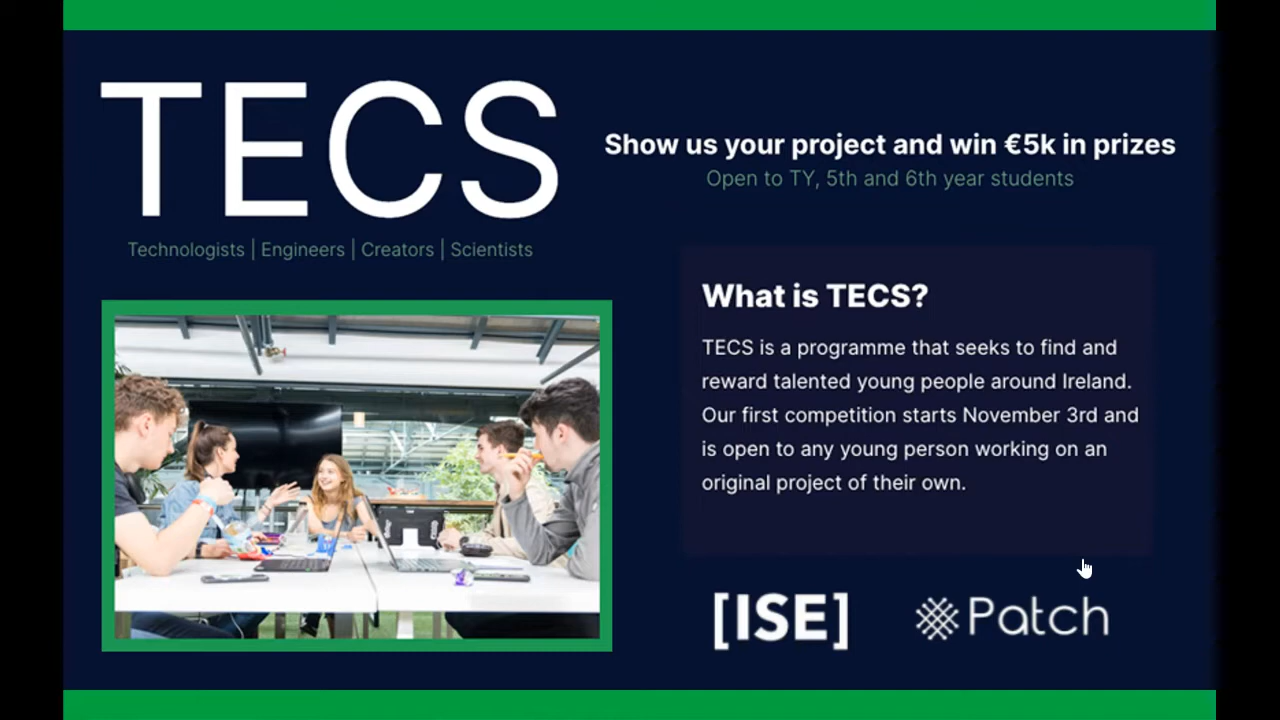 TECS
Technologists | Engineers | Creators | Scientists
Show us your project and win €5k in prizes
Open to TY, 5th and 6th year students
What is TECS?
TECS is a programme that seeks to find and
reward talented young people around Ireland.
Our first competition starts November 3rd and
is open to any young person working on an
original project of their own.
[ISE]
Patch